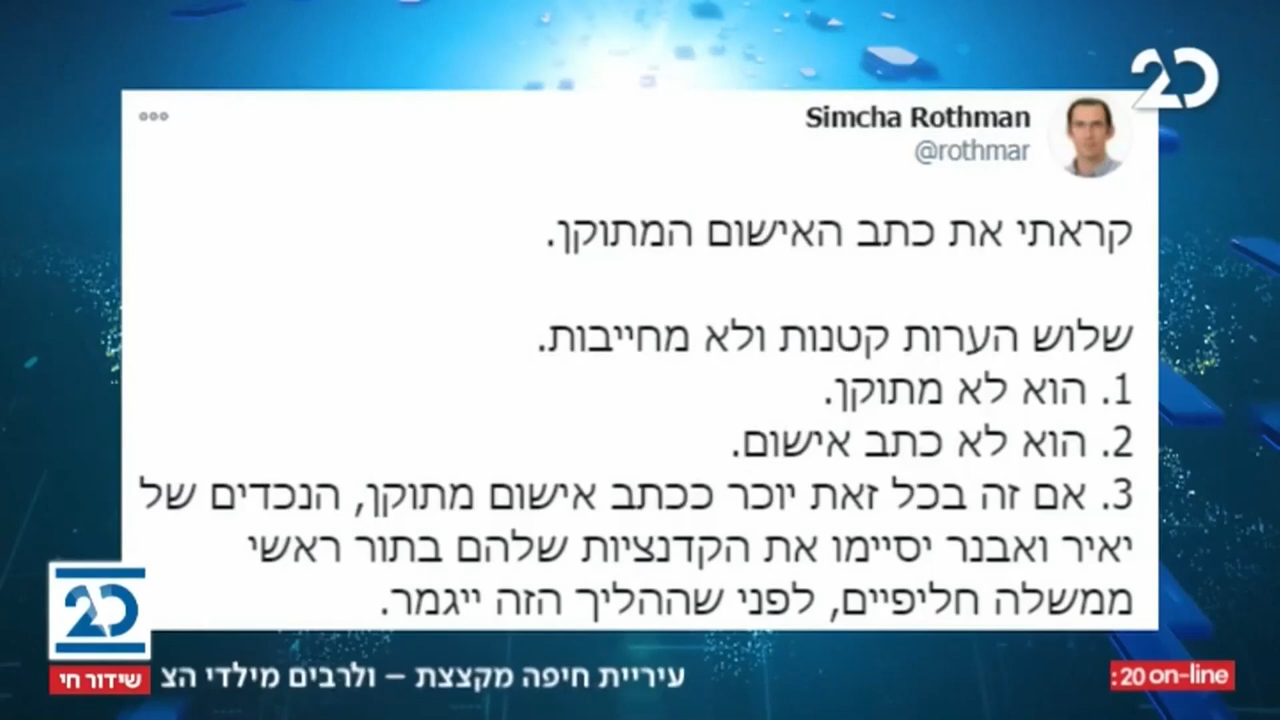 20
Simcha Rothman
@rothmar
קראתי את כתב האישום המתוקן.
שלוש הערות קטנות ולא מחייבות.
1. הוא לא מתוקן.
2. הוא לא כתב אישום.
3. אם זה בכל זאת יוכר ככתב אישום מתוקן, הנכדים של
יאיר ואבנר יסיימו את הקדנציות שלהם בתור ראשי
ממשלה חליפיים, לפני שההליך הזה ייגמר.
20
שידור חי
עיריית חיפה מקצצת – ולרבים מילדי הצ
:20 on-line